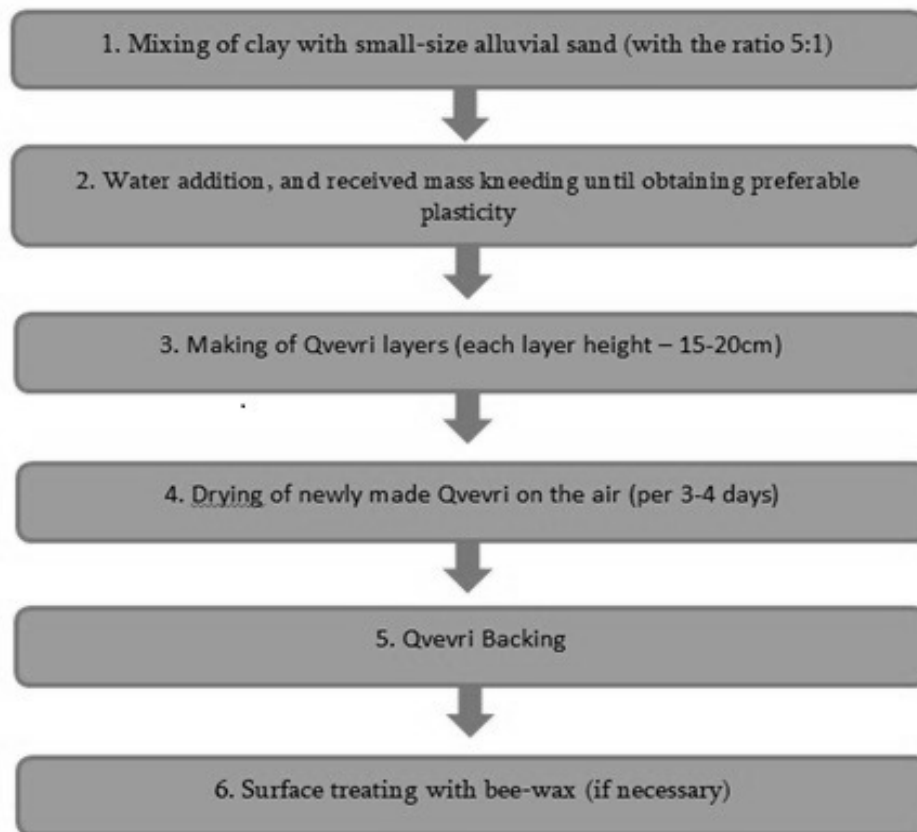 1. Mixing of clay with small-size alluvial sand (with the ratio 5:1)
2. Water addition, and received mass kneeding until obtaining preferable
plasticity
3. Making of Qvevri layers (each layer height – 15-20cm)
4. Drying of newly made Qvevri on the air (per 3-4 days)
5. Qvevri Backing
6. Surface treating with bee-wax (if necessary)